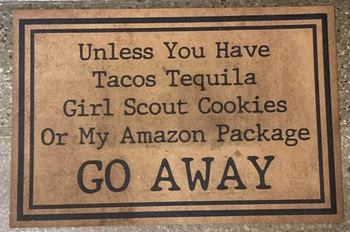 Unless You Have
Tacos Tequila
Girl Scout Cookies
Or My Amazon Package
GO AWAY